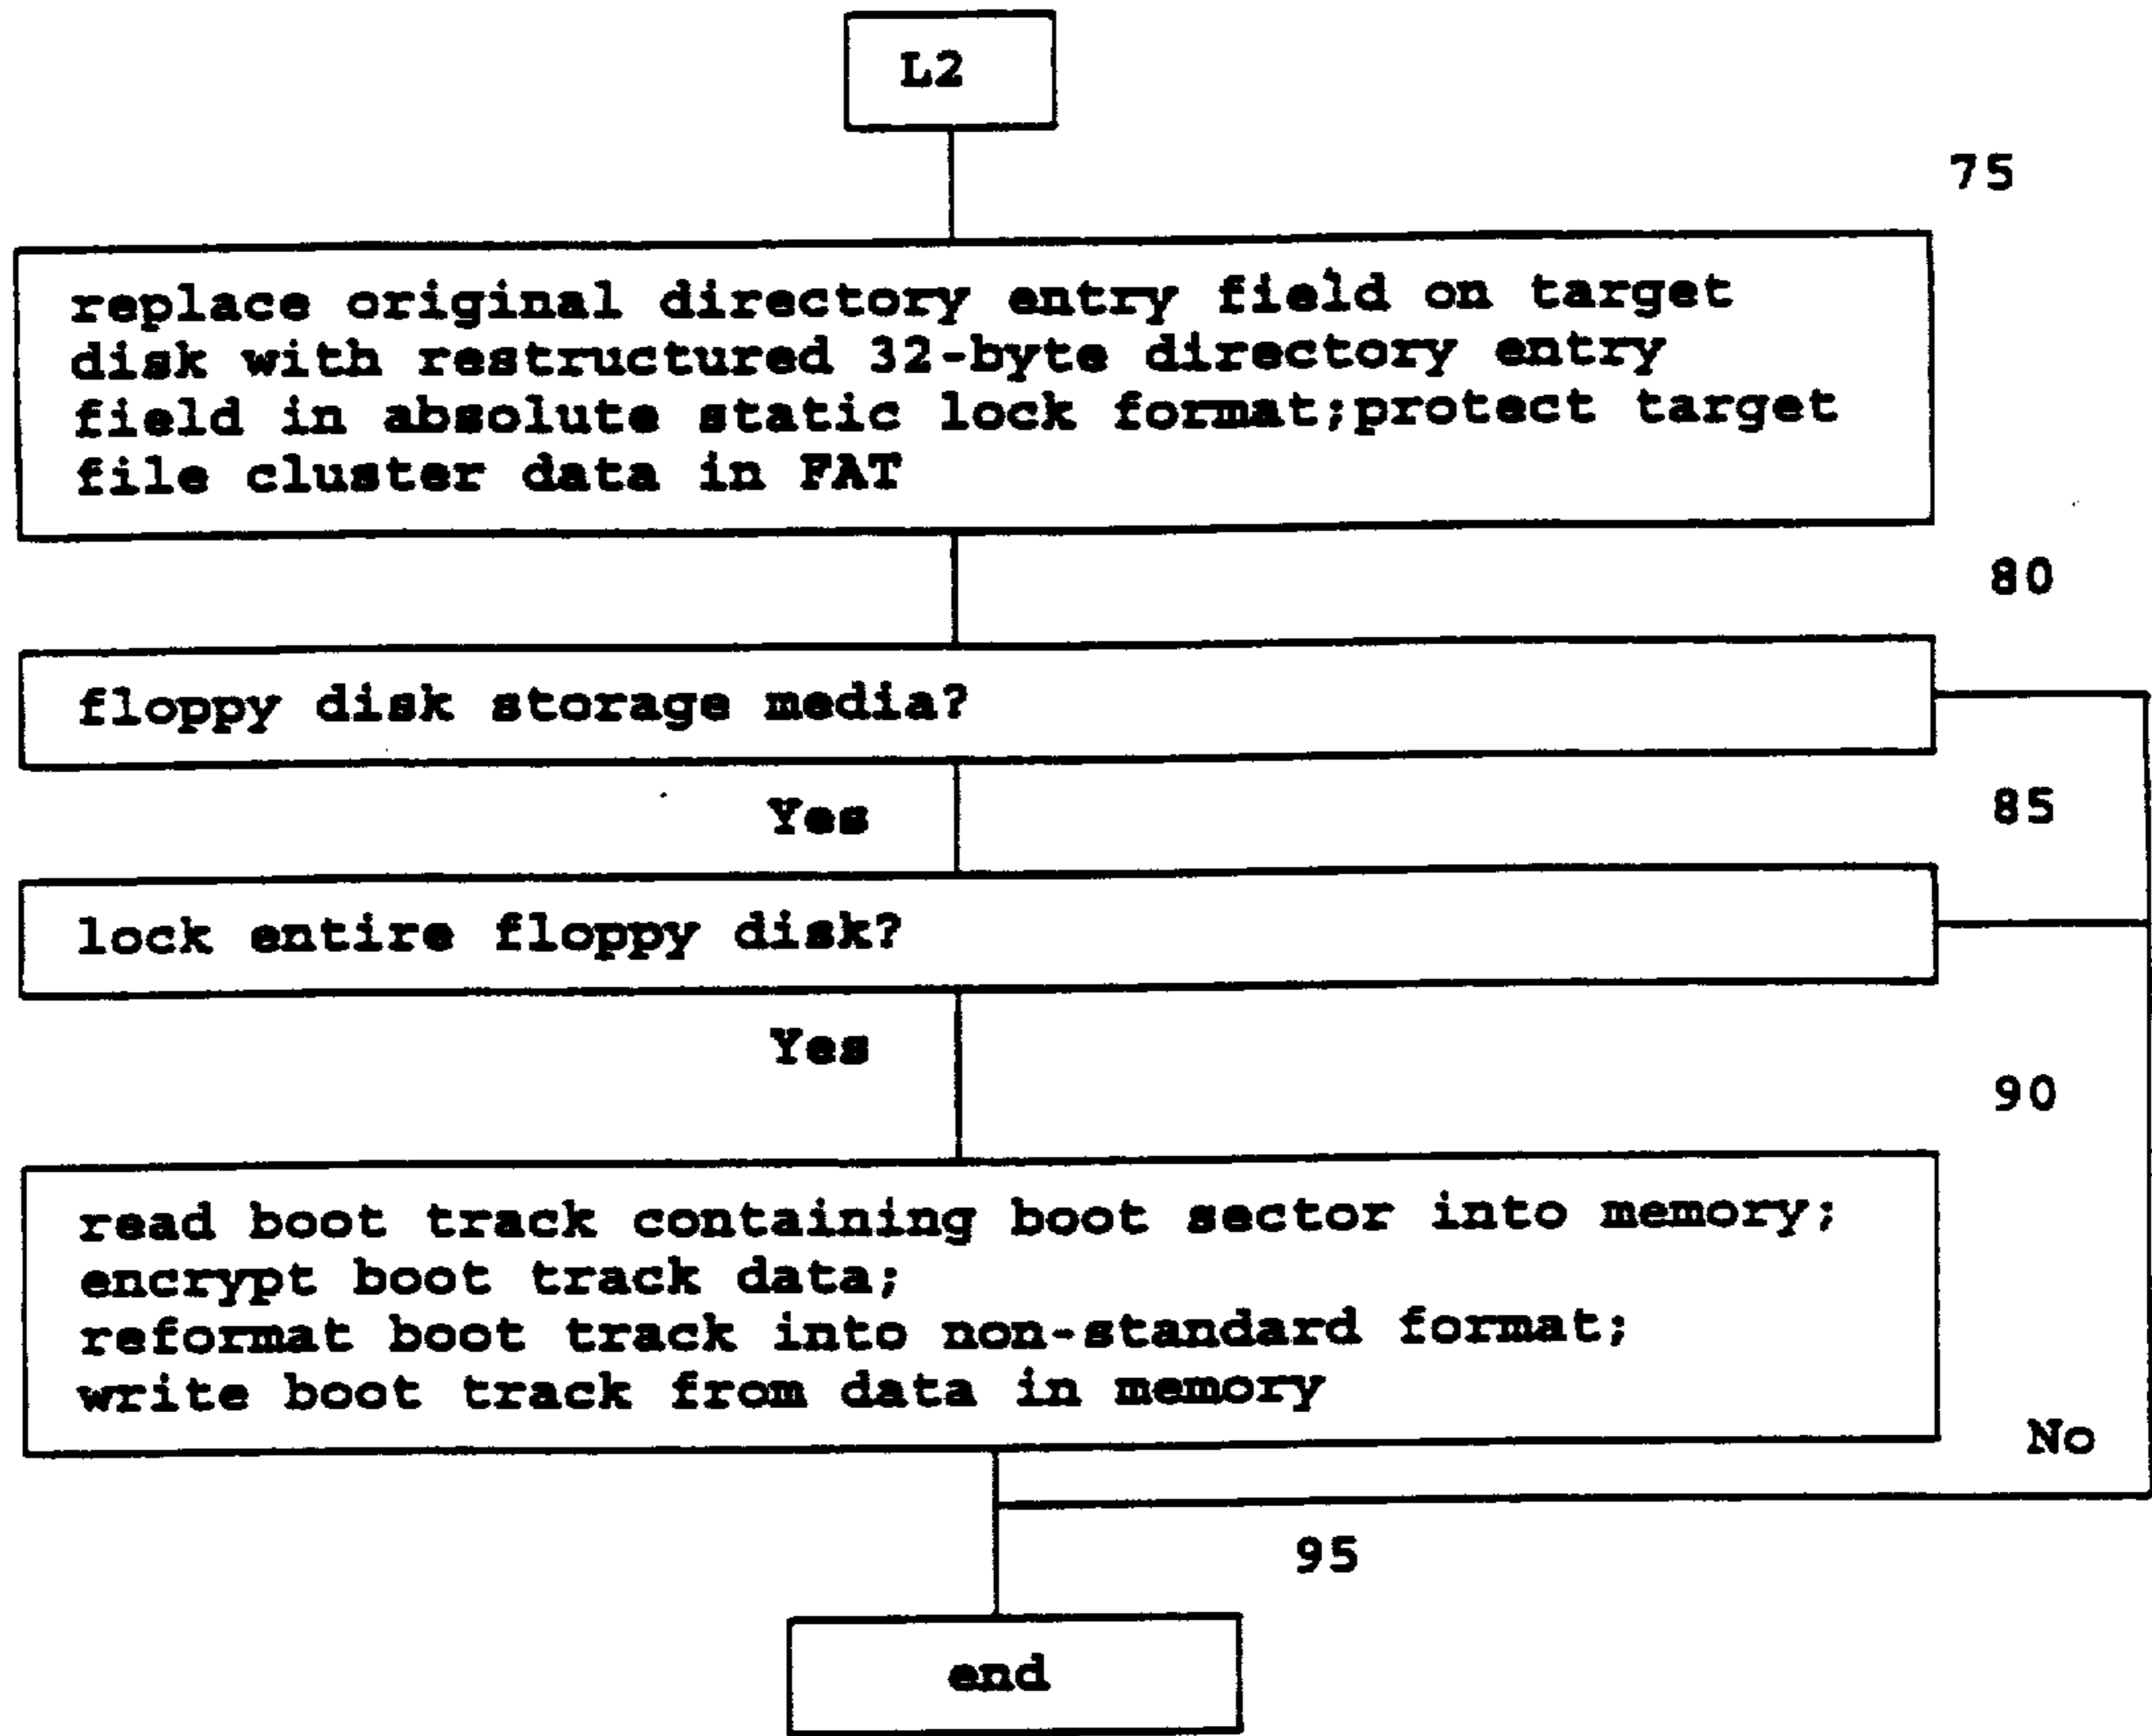 L2
75
replace original directory entry field on target
disk with restructured 32-byte directory entry
field in absolute static lock format;protect target
file cluster data in FAT
80
floppy disk storage media?
Yes
85
lock entire floppy disk?
Yes
90
read boot track containing boot sector into memory;
encrypt boot track data;
reformat boot track into non-standard format;
write boot track from data in memory
No
95
end